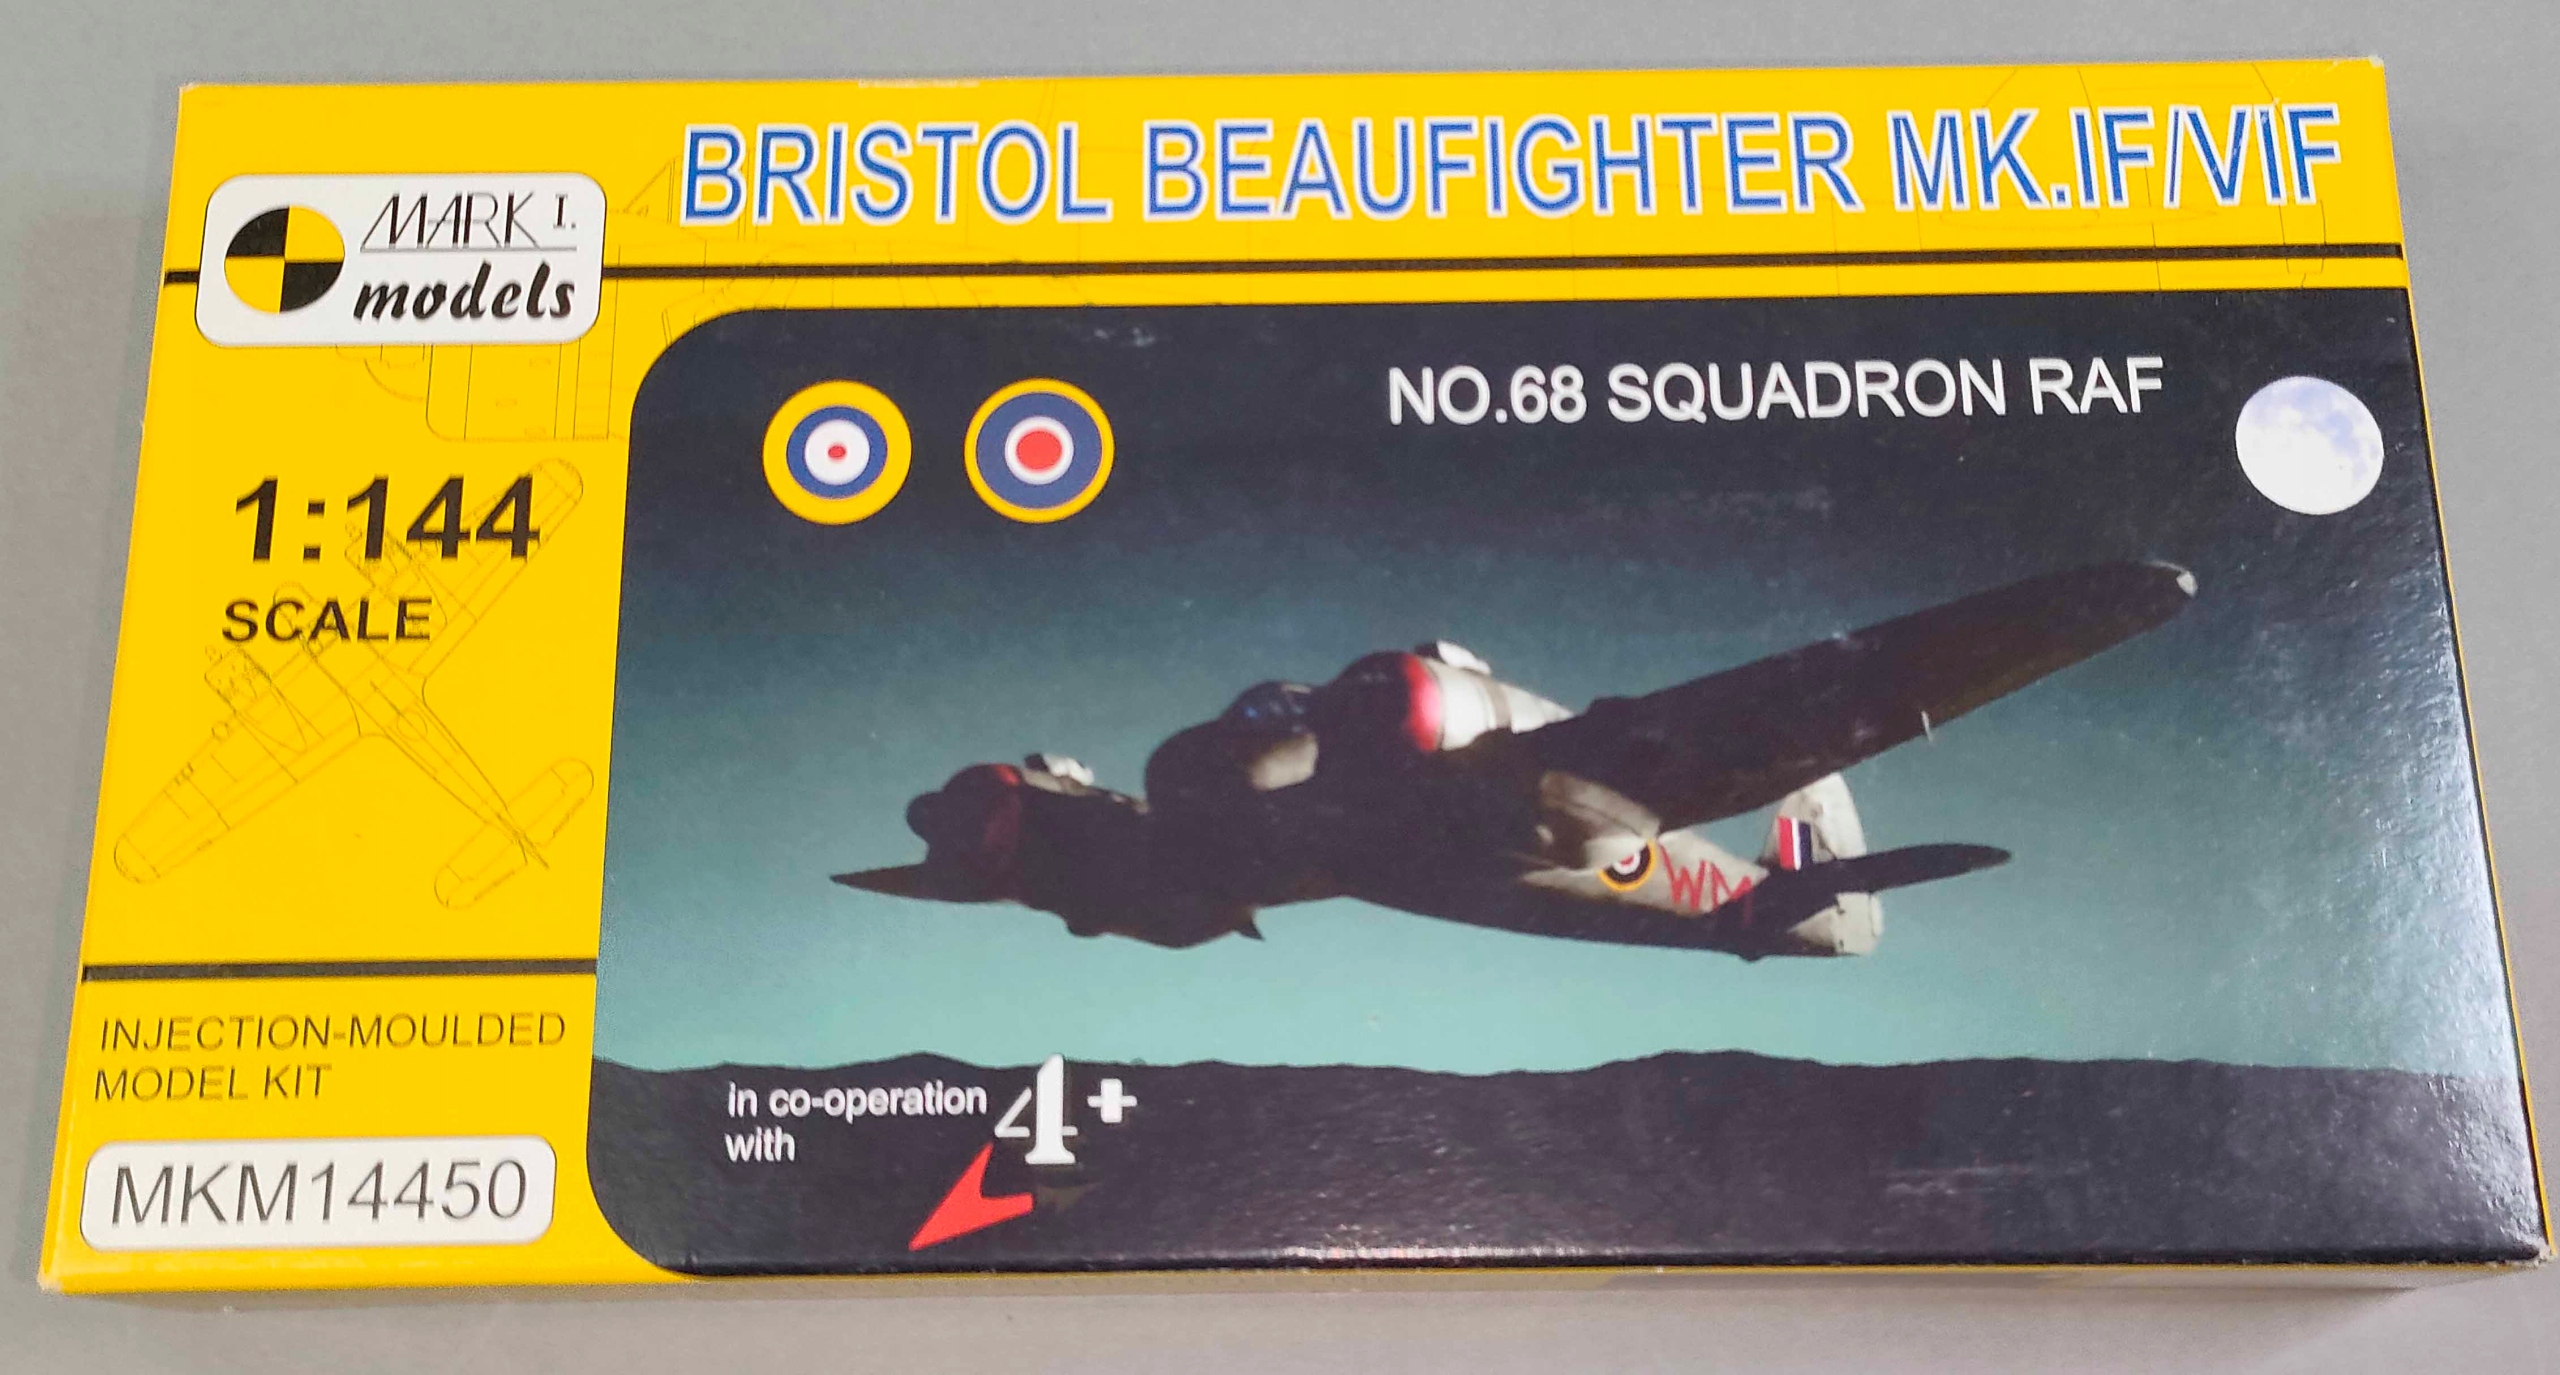 BRISTOL BEAUFIGHTER MK.IF/VIF
MARK I.
models
NO.68 SQUADRON RAF
1:144
SCALE
WM
INJECTION-MOULDED
MODEL KIT
in co-operation
with
4+
MKM14450